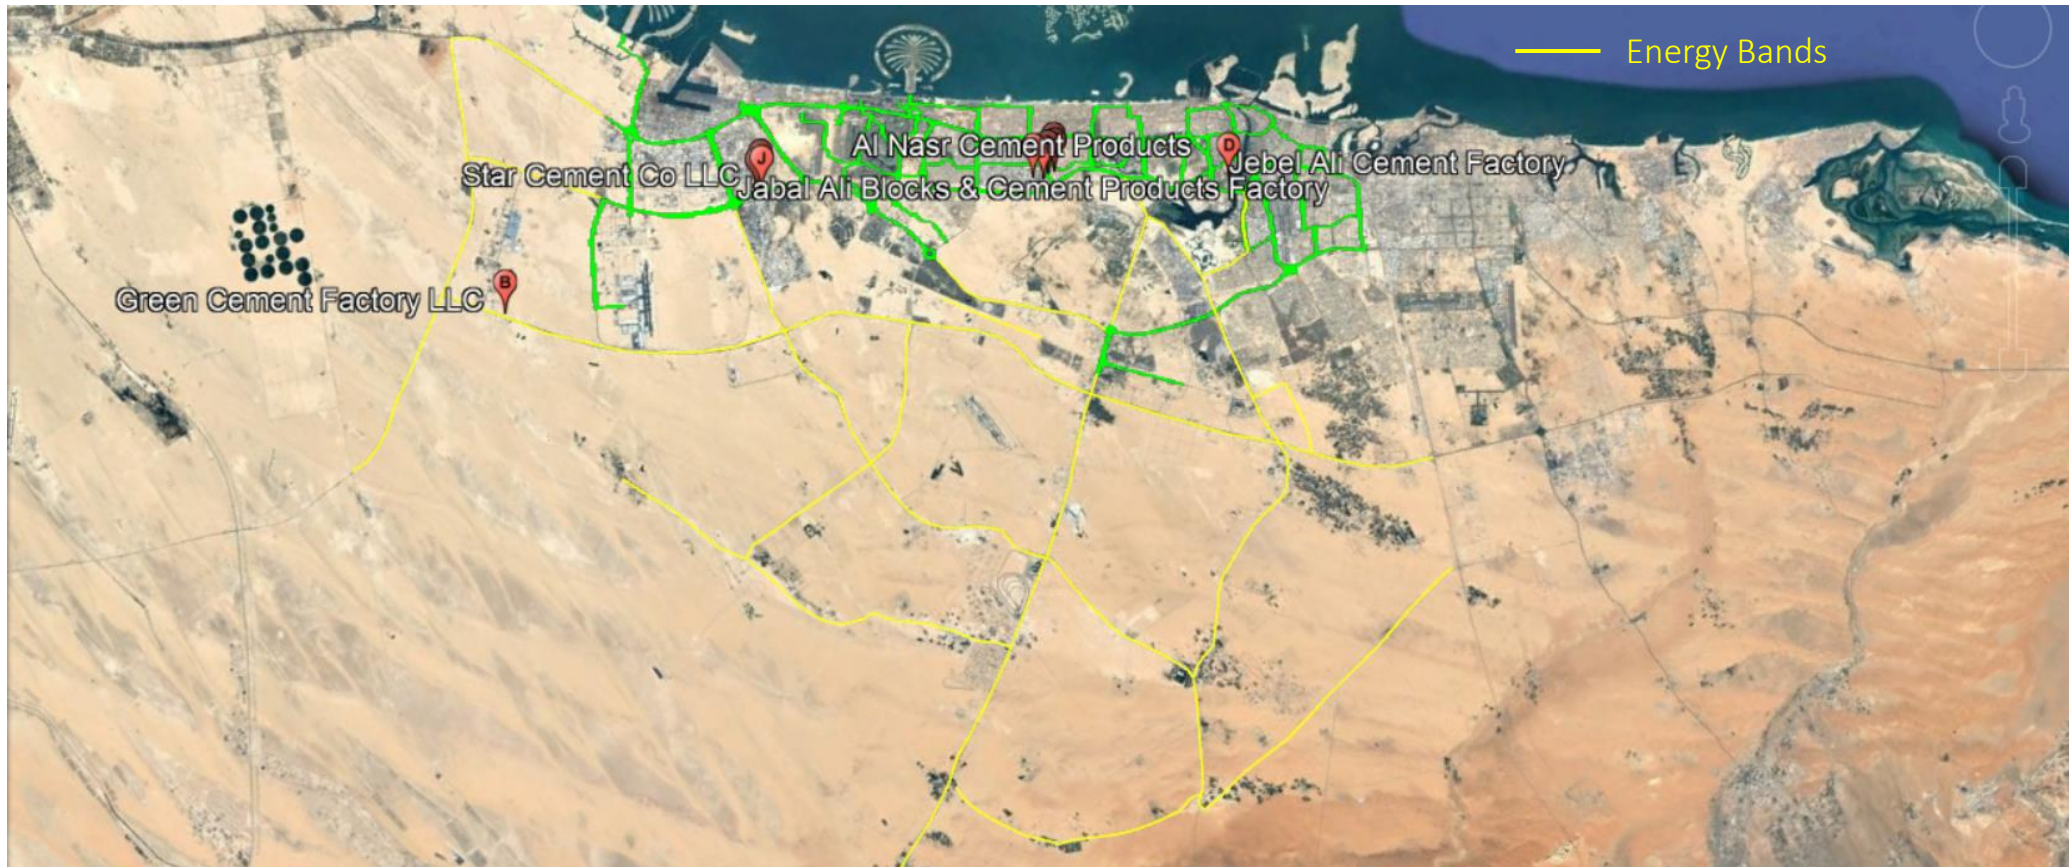 Energy Bands
Al Nasr Cement Products
D
Jebel Ali Cement Factory
J
Star Cement Co LLC
Jabal Ali Blocks & Cement Products Factory
B
Green Cement Factory LLC